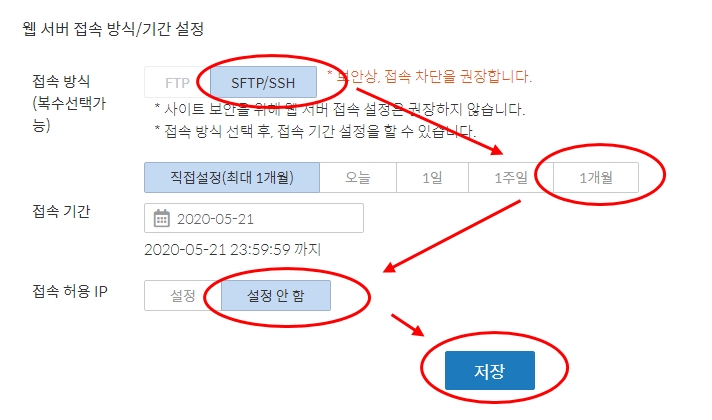 웹 서버 접속 방식/기간 설정
접속 방식
(복수선택가
능)
FTP SFTP/SSH * 보안상, 접속 차단을 권장합니다.
* 사이트 보안을 위해 웹 서버 접속 설정은 권장하지 않습니다.
* 접속 방식 선택 후, 접속 기간 설정을 할 수 있습니다.
직접설정(최대 1개월) 오늘 1일 1주일 1개월
접속 기간
2020-05-21
2020-05-21 23:59:59 까지
접속 허용 IP 설정 설정 안 함
저장